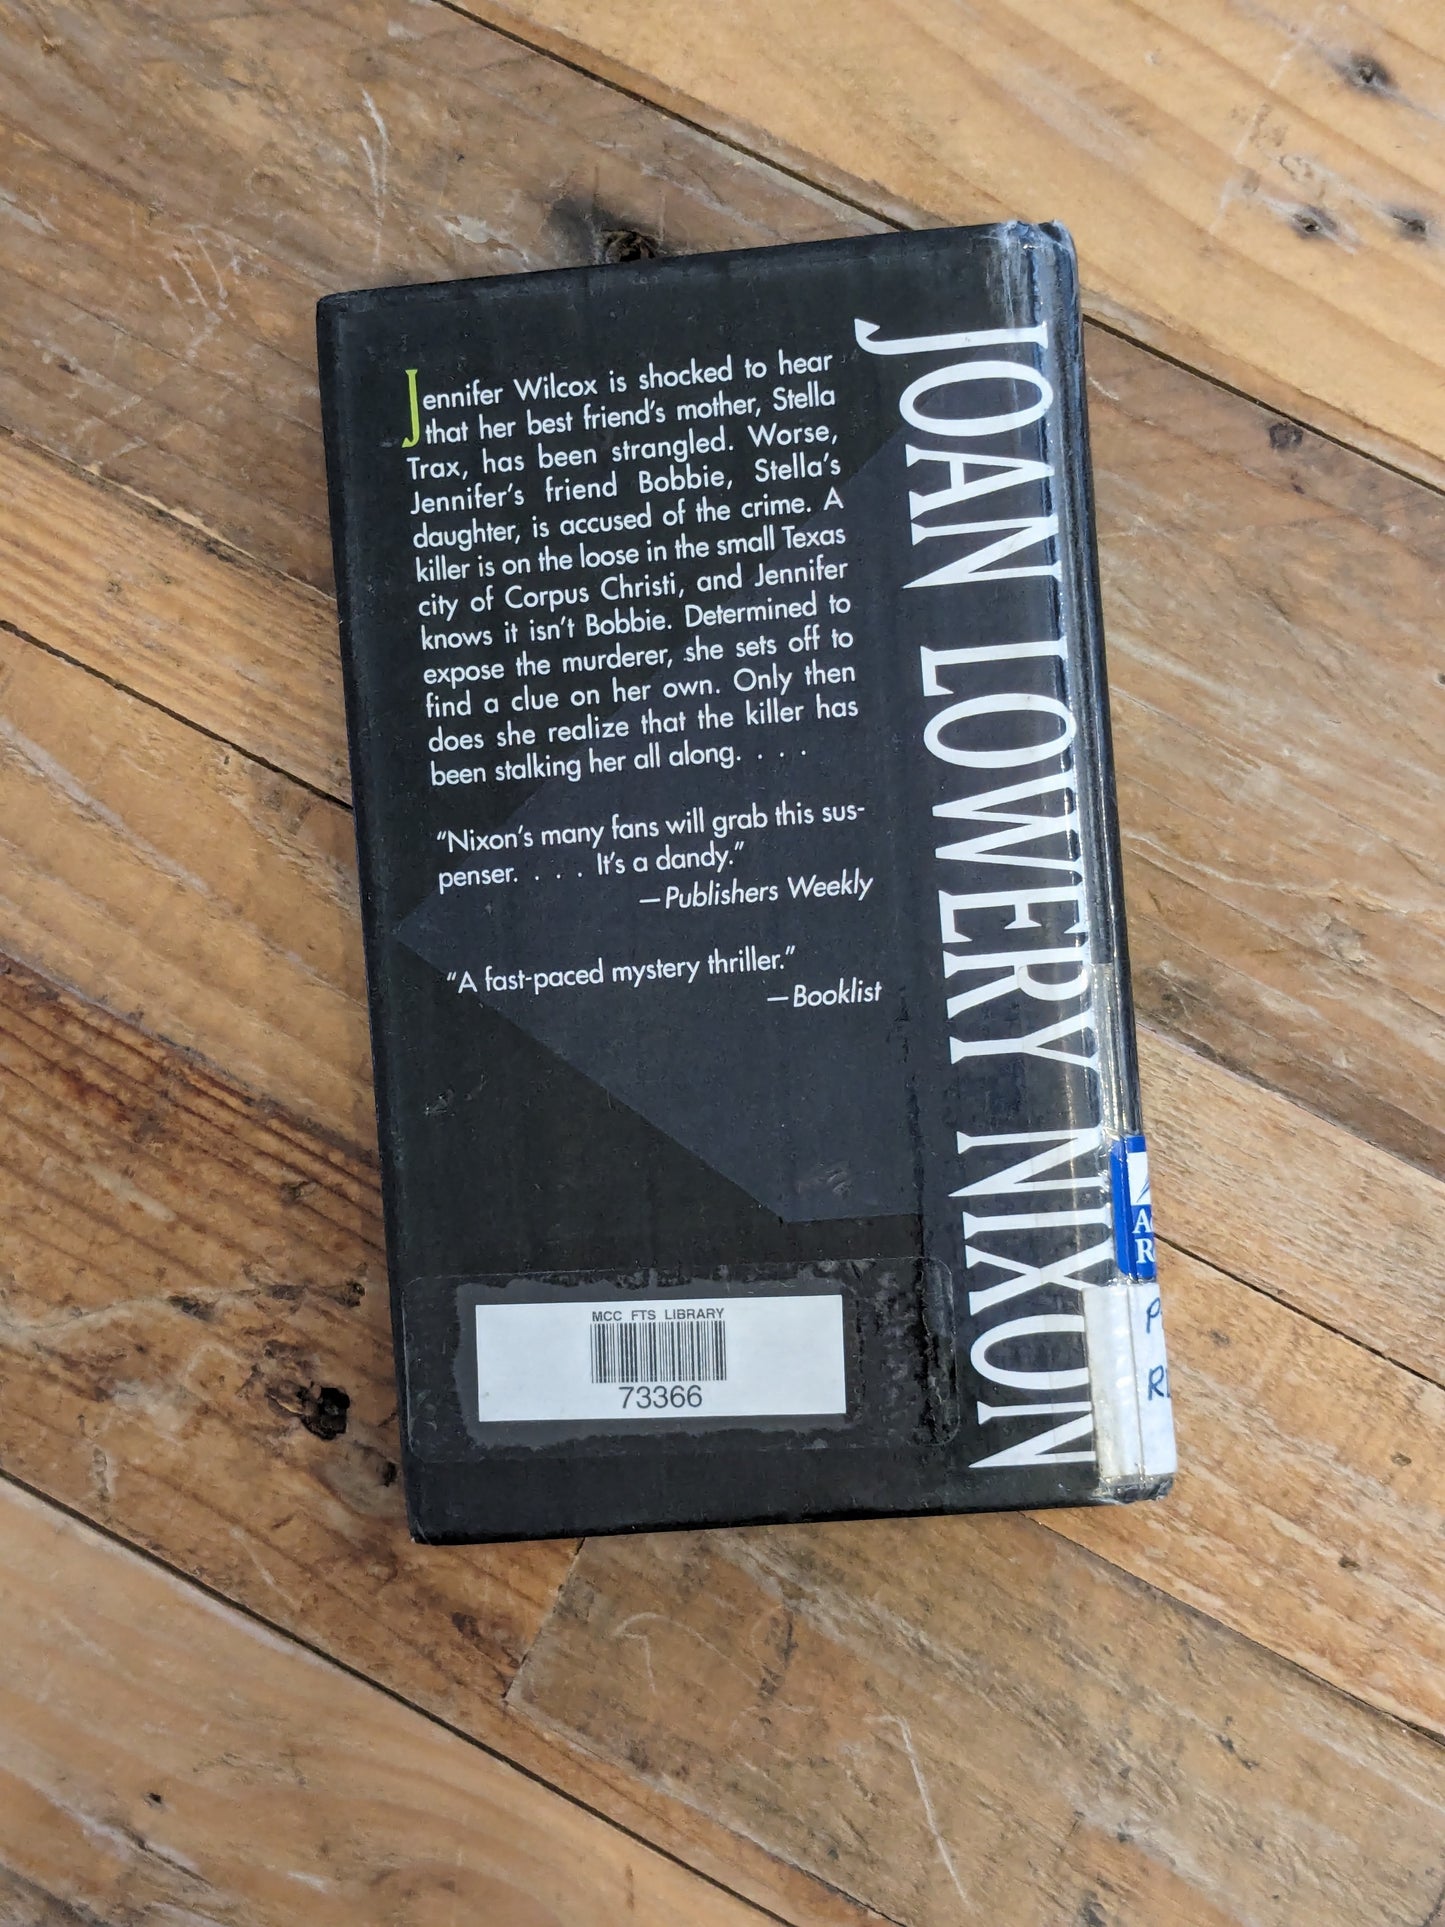 Jennifer Wilcox is shocked to hear
that her best friend's mother, Stella
Trax, has been strangled. Worse,
Jennifer's friend Bobbie, Stella's
daughter, is accused of the crime. A
killer is on the loose in the small Texas
city of Corpus Christi, and Jennifer
knows it isn't Bobbie. Determined to
expose the murderer, she sets off to
find a clue on her own. Only then
does she realize that the killer has
been stalking her all along. . . .
"Nixon's many fans will grab this sus-
penser. . . . It's a dandy."
—Publishers Weekly
"A fast-paced mystery thriller."
—Booklist
JOAN LOWERY NIXON
MCC FTS LIBRARY
73366